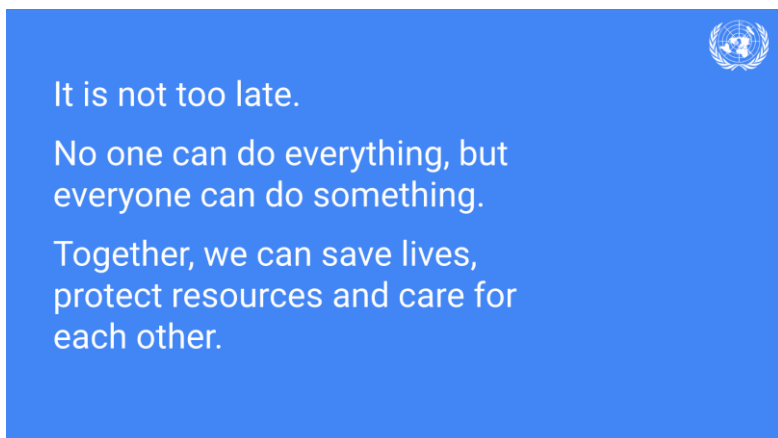 It is not too late.
No one can do everything, but
everyone can do something.
Together, we can save lives,
protect resources and care for
each other.